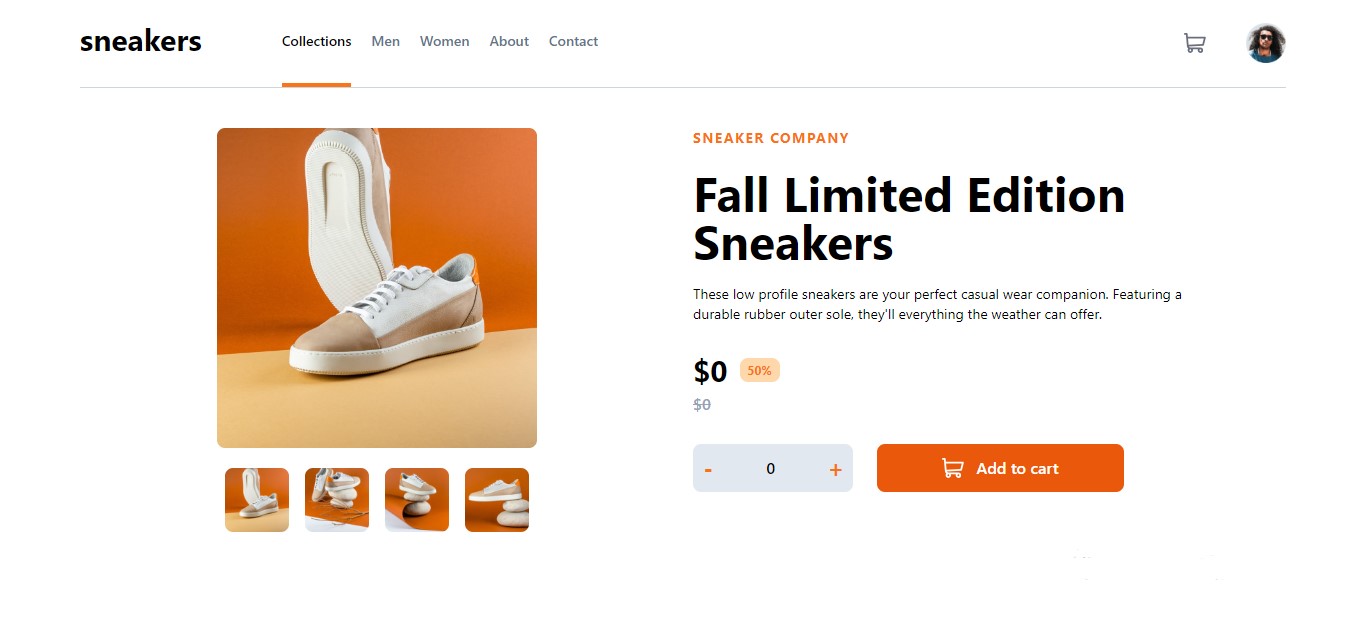 sneakers
Collections Men Women About Contact
SNEAKER COMPANY
Fall Limited Edition
Sneakers
These low profile sneakers are your perfect casual wear companion. Featuring a
durable rubber outer sole, they'll everything the weather can offer.
$0 50%
$0
- 0 + Add to cart